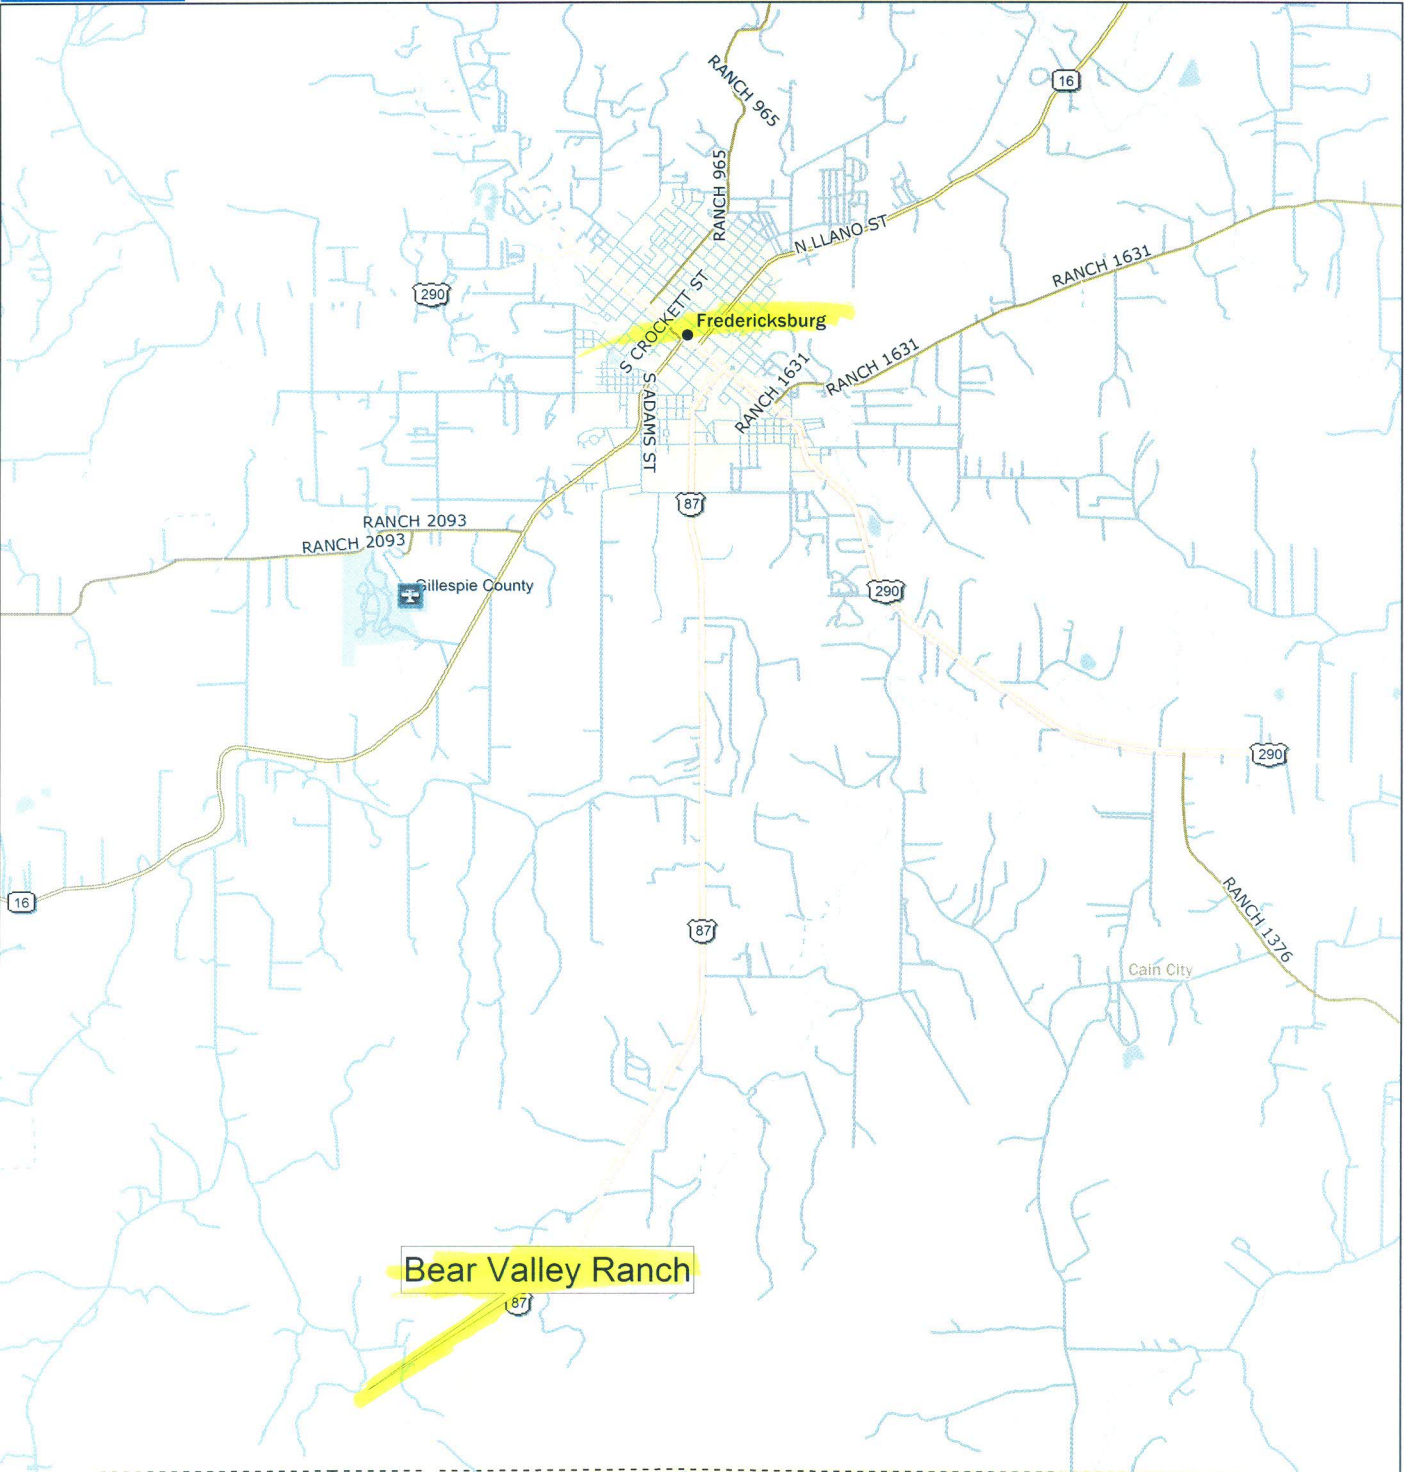 RANCH 965
16
RANCH 965
N LLANO ST
RANCH 1631
290
S CROCKETT ST
Fredericksburg
RANCH 1631
RANCH 1631
S ADAMS ST
87
RANCH 2093
RANCH 2093
Gillespie County
290
290
16
RANCH 1376
87
Cain City
Bear Valley Ranch
87